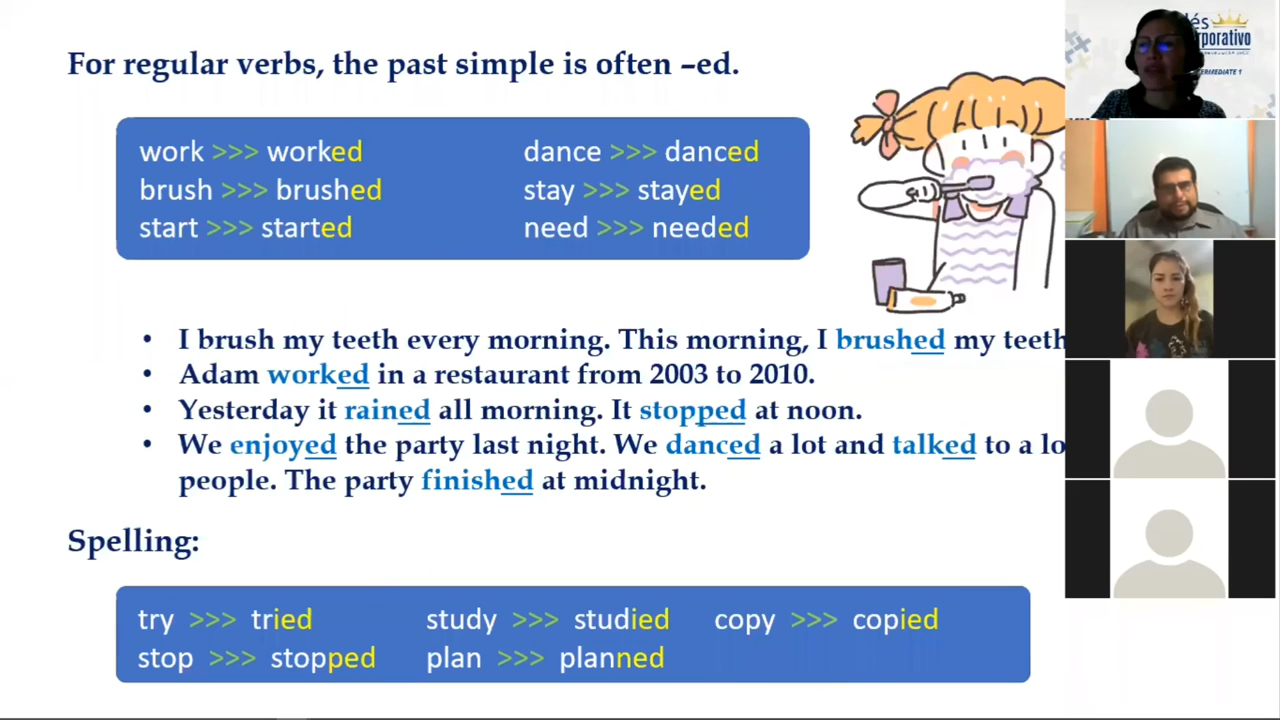 For regular verbs, the past simple is often –ed.
work >>> worked dance >>> danced
brush >>> brushed stay >>> stayed
start >>> started need >>> needed
• I brush my teeth every morning. This morning, I brushed my teeth
• Adam worked in a restaurant from 2003 to 2010.
• Yesterday it rained all morning. It stopped at noon.
• We enjoyed the party last night. We danced a lot and talked to a lo
people. The party finished at midnight.
Spelling:
try >>> tried study >>> studied copy >>> copied
stop >>> stopped plan >>> planned
és
rporativo
ERMEDIATE 1